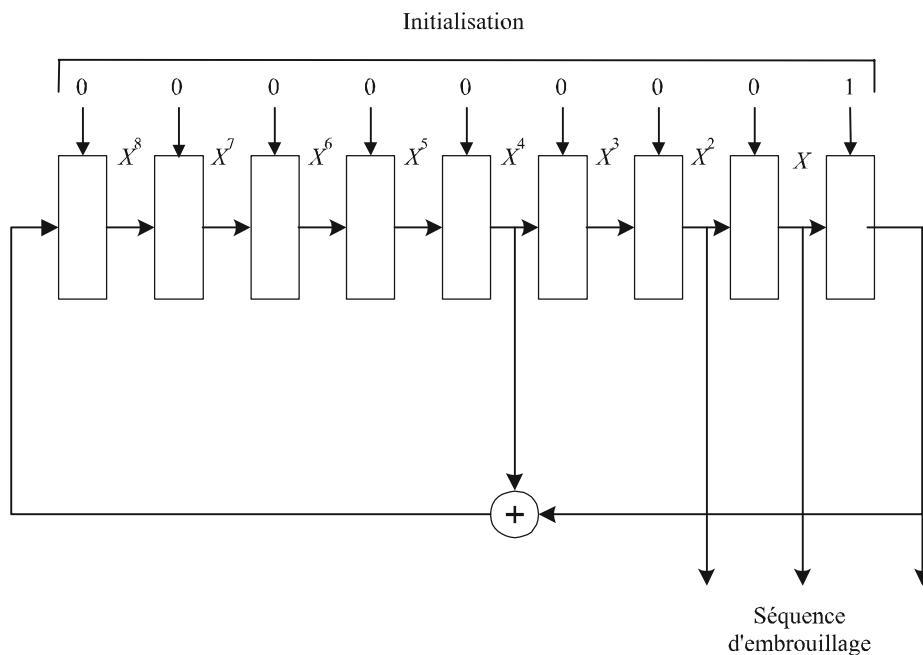 Initialisation
0 0 0 0 0 0 0 0 1
X⁸ X⁷ X⁶ X⁵ X⁴ X³ X² X
+
Séquence
d'embrouillage